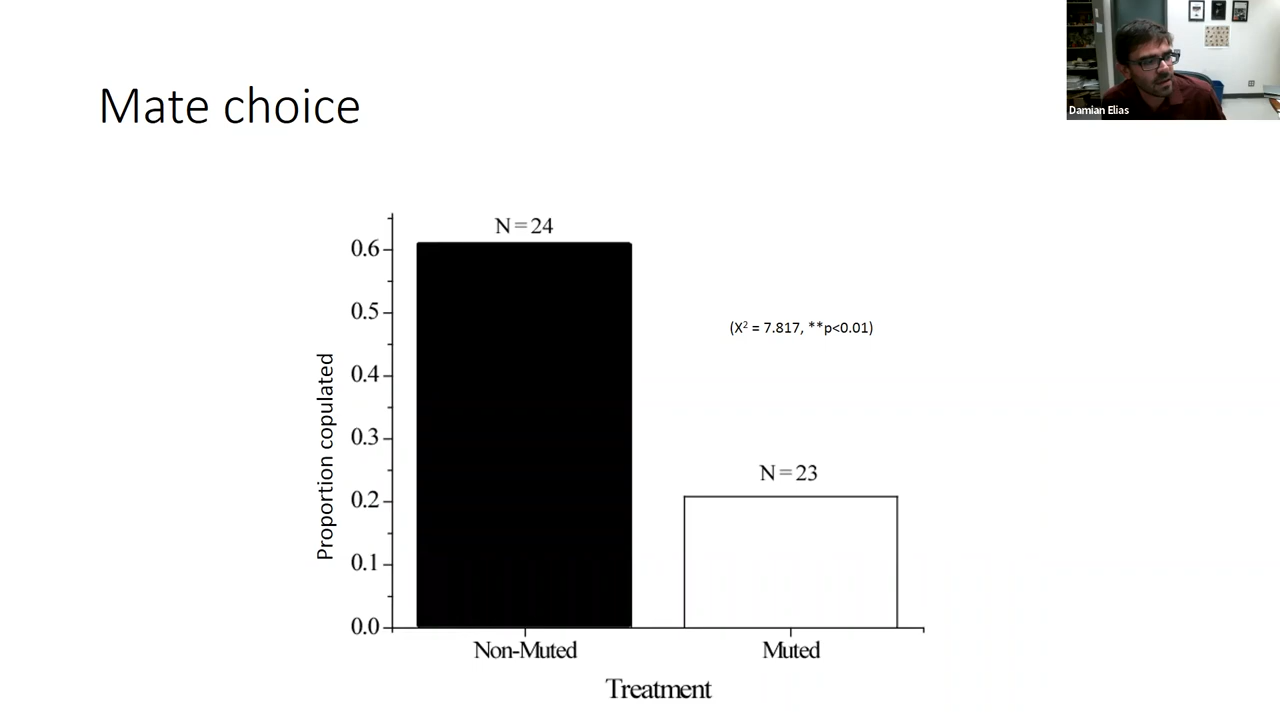 Mate choice
Damian Elias
N=24
(X² = 7.817, **p<0.01)
N=23
Proportion copulated
0.6
0.5
0.4
0.3
0.2
0.1
0.0
Non-Muted
Muted
Treatment